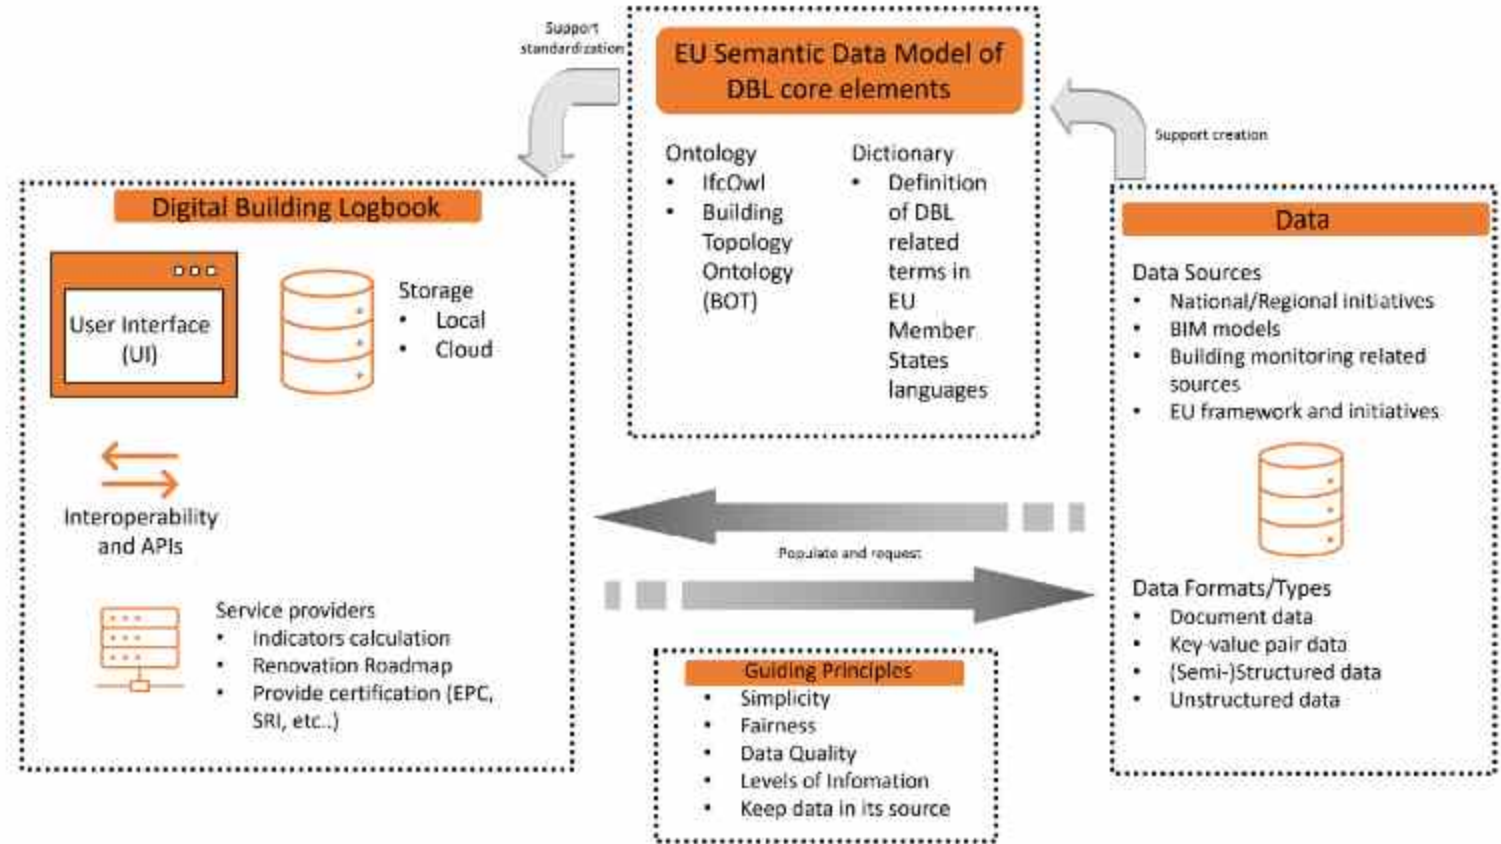 Support
standardization
EU Semantic Data Model of
DBL core elements
Support creation
Ontology
• IfcOwl
• Building
Topology
Ontology
(BOT)
Dictionary
• Definition
of DBL
related
terms in
EU
Member
States
languages
Digital Building Logbook
User Interface
(UI)
Storage
• Local
• Cloud
Interoperability
and APIs
Service providers
• Indicators calculation
• Renovation Roadmap
• Provide certification (EPC,
SRI, etc..)
Data
Data Sources
• National/Regional initiatives
• BIM models
• Building monitoring related
sources
• EU framework and initiatives
Data Formats/Types
• Document data
• Key-value pair data
• (Semi-)Structured data
• Unstructured data
Populate and request
Guiding Principles
• Simplicity
• Fairness
• Data Quality
• Levels of Infomation
• Keep data in its source